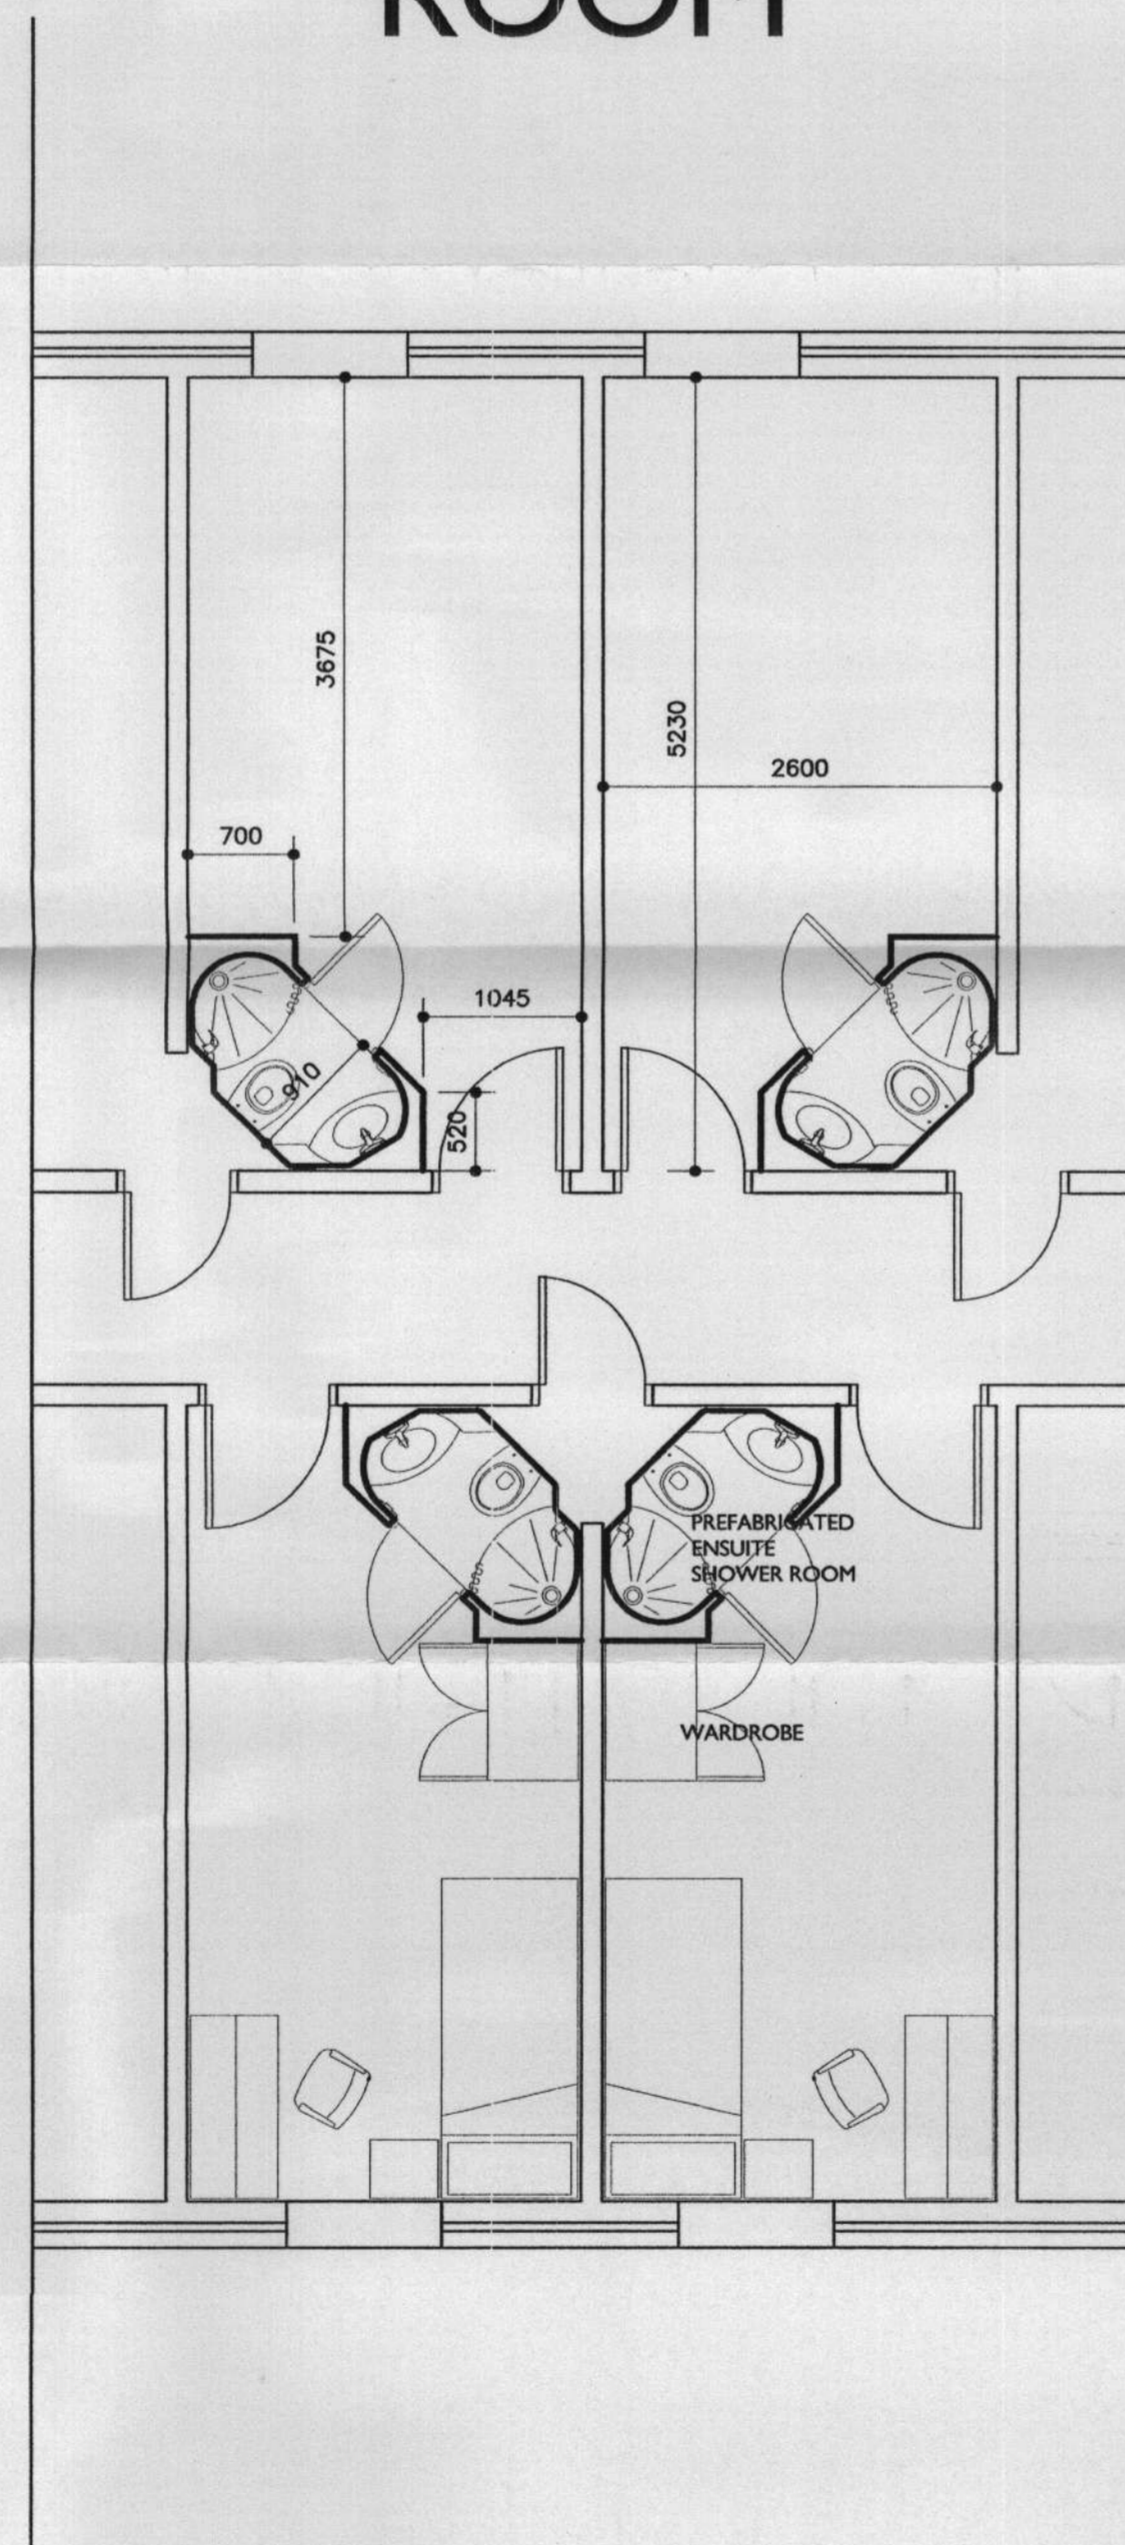 ROOM
3675
5230
2600
700
1045
910
520
PREFABRICATED
ENSUITE
SHOWER ROOM
WARDROBE